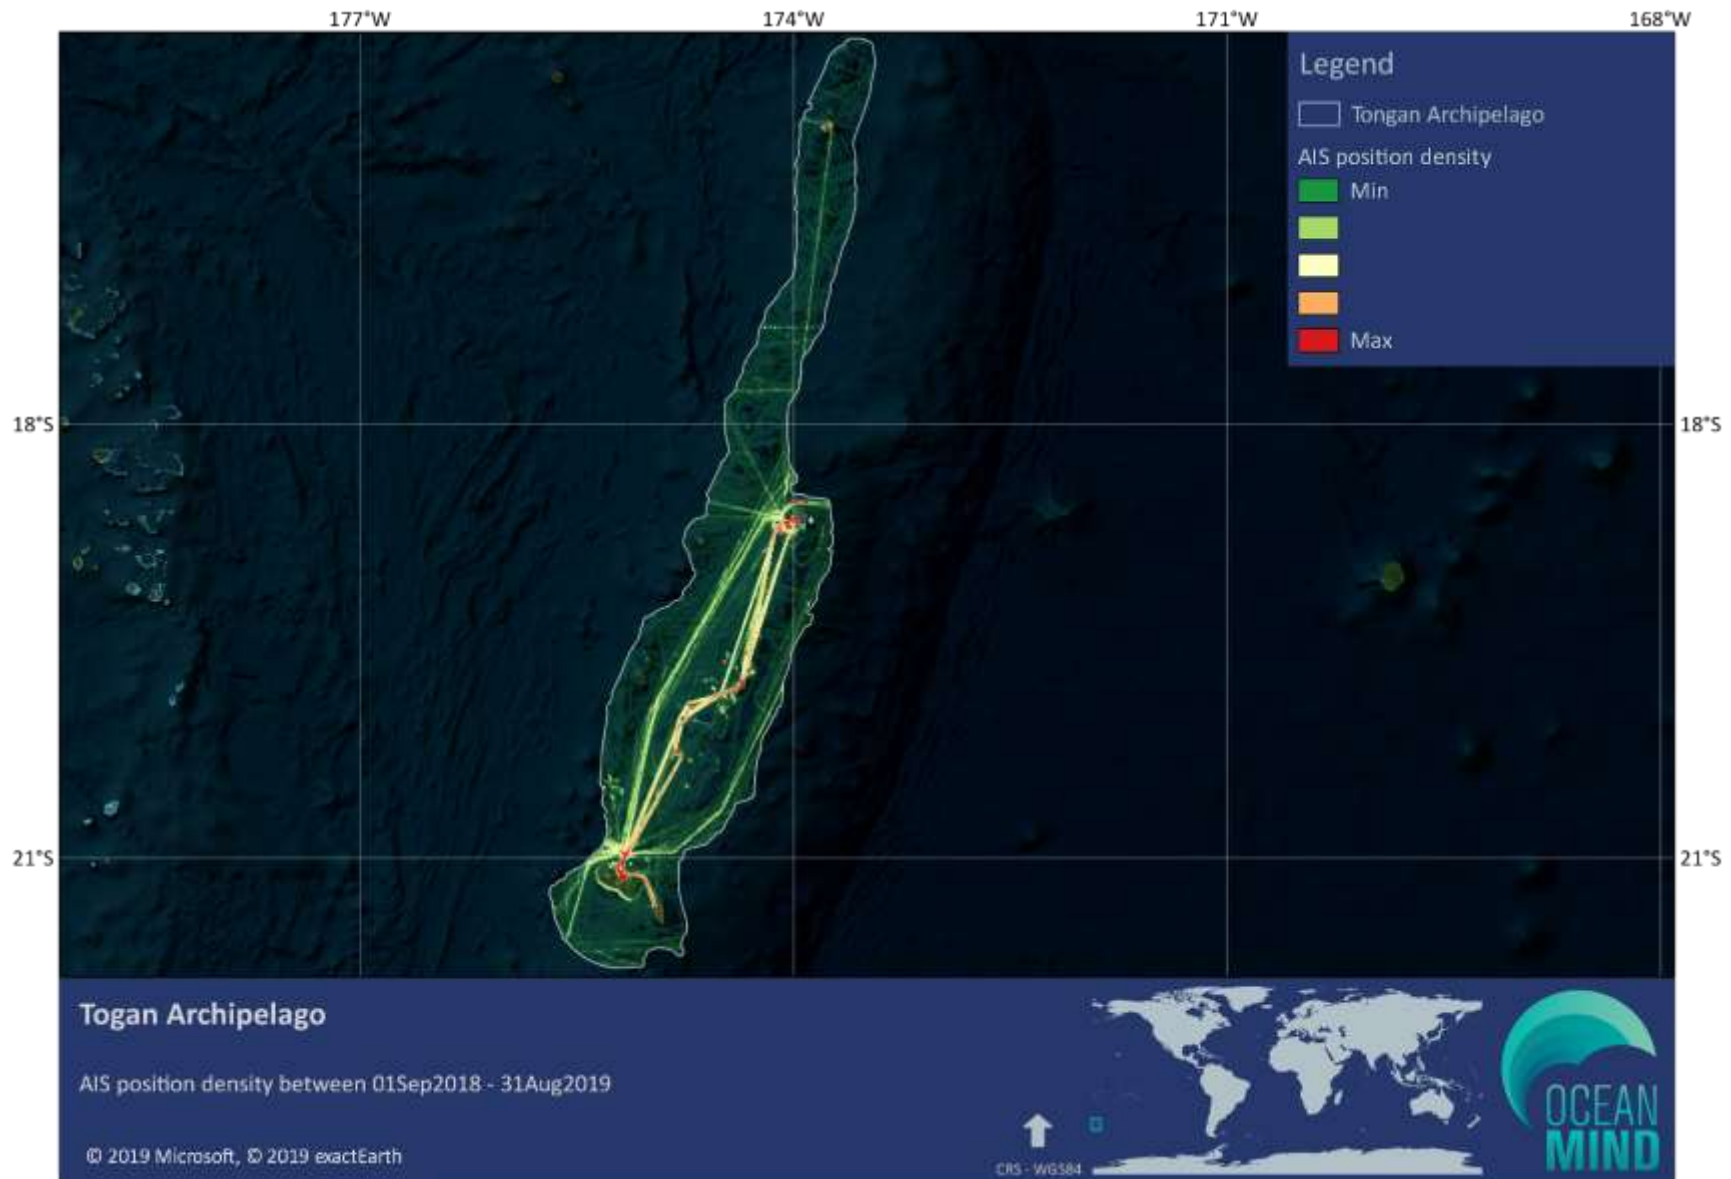 177°W 174°W 171°W 168°W
Legend
Tongan Archipelago
AIS position density
Min
Max
18°S 18°S
21°S 21°S
Togan Archipelago
AIS position density between 01Sep2018 - 31Aug2019
© 2019 Microsoft, © 2019 exactEarth
CRS - WGS84
OCEAN
MIND